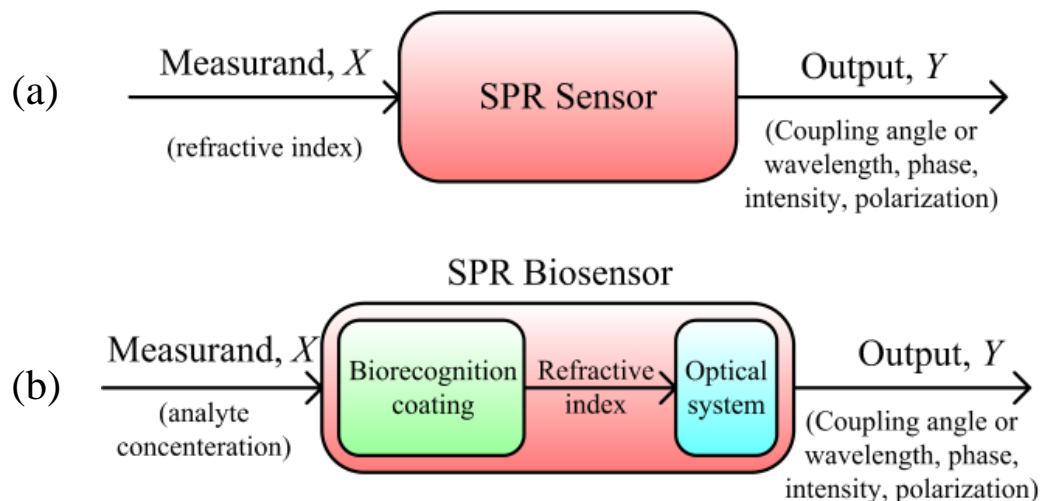 (a)
Measurand, X
(refractive index)
SPR Sensor
Output, Y
(Coupling angle or
wavelength, phase,
intensity, polarization)
SPR Biosensor
(b)
Measurand, X
(analyte
concenteration)
Biorecognition
coating
Refractive
index
Optical
system
Output, Y
(Coupling angle or
wavelength, phase,
intensity, polarization)